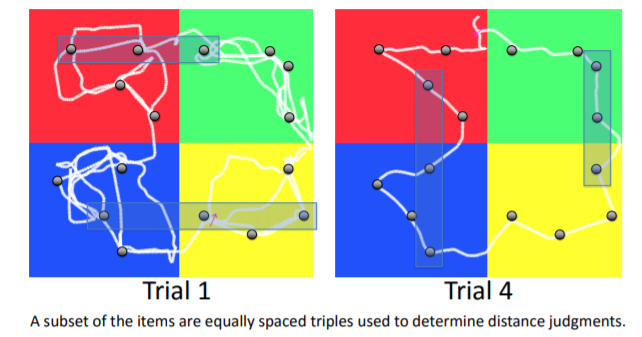 Trial 1
Trial 4
A subset of the items are equally spaced triples used to determine distance judgments.